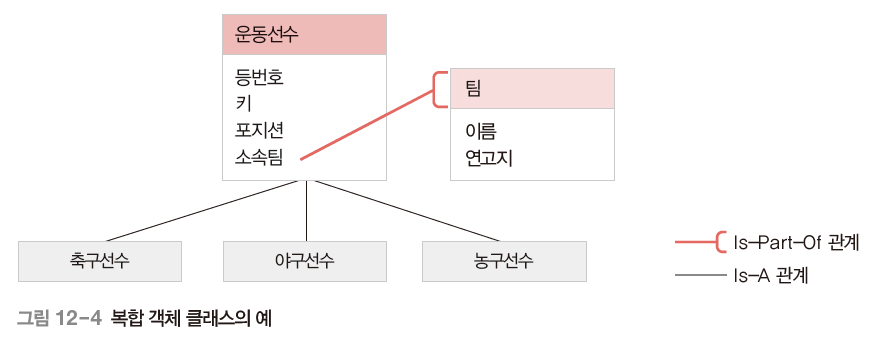 운동선수
등번호
키
포지션
소속팀
팀
이름
연고지
축구선수
야구선수
농구선수
Is-Part-Of 관계
Is-A 관계
그림 12-4 복합 객체 클래스의 예